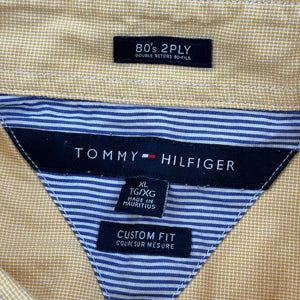 80's 2PLY
DOUBLE RETORS 80-FILS
TOMMY HILFIGER
XL
TG/XG
MADE IN
MAURITIUS
CUSTOM FIT
COUPE SUR MESURE